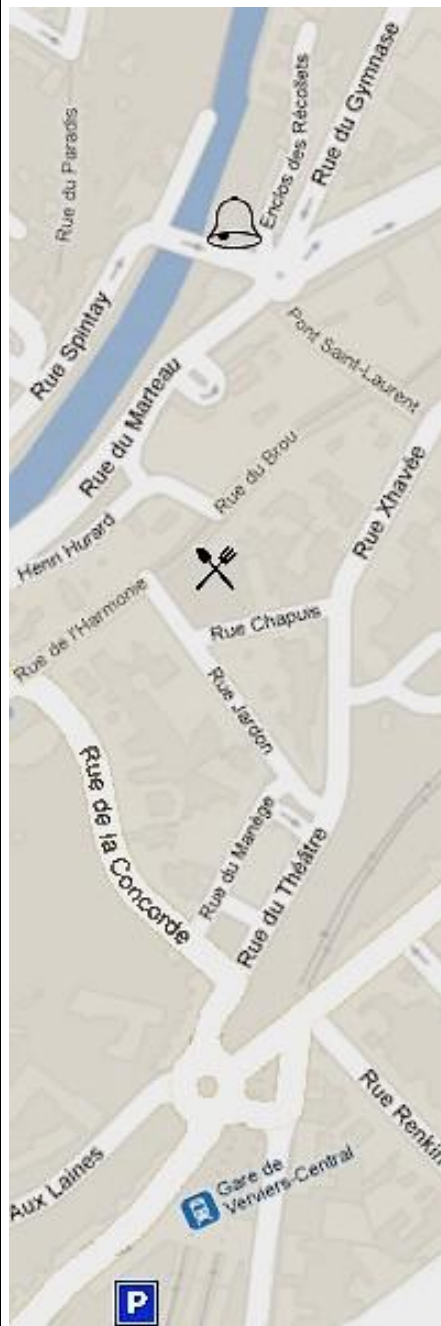 Rue du Paradis
Enclos des Récollets
Rue du Gymnase
Rue Spintay
Pont Saint-Laurent
Rue du Marteau
Rue du Brou
Rue Xhavée
Henri Hurard
Rue de l'Harmonie
Rue Chapuis
Rue Jardon
Rue de la Concorde
Rue du Manège
Rue du Théâtre
Rue Renkin
Aux Laines
Gare de
Verviers-Central
P